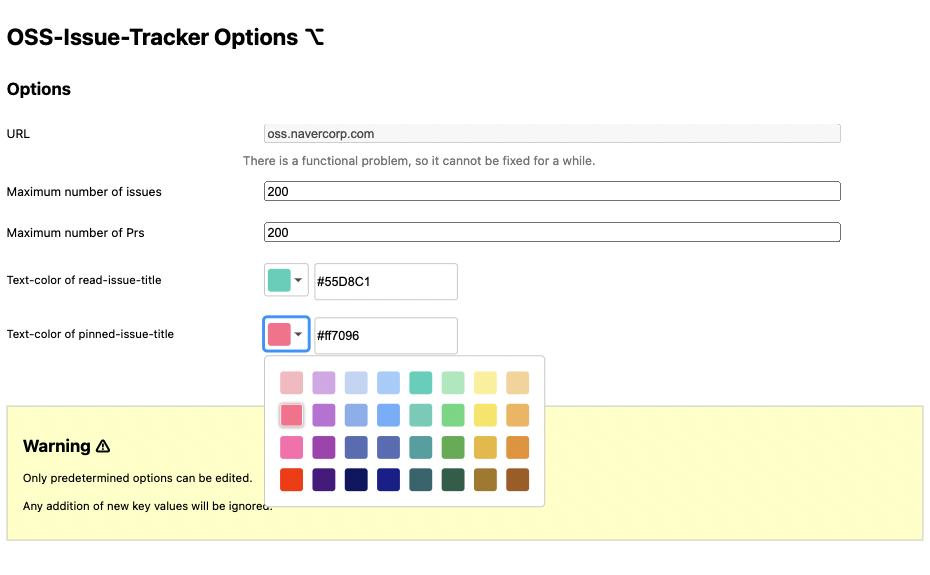 OSS-Issue-Tracker Options ⌥
Options
URL
oss.navercorp.com
There is a functional problem, so it cannot be fixed for a while.
Maximum number of issues
200
Maximum number of Prs
200
Text-color of read-issue-title
#55D8C1
Text-color of pinned-issue-title
#ff7096
Warning ⚠
Only predetermined options can be edited.
Any addition of new key values will be ignored.